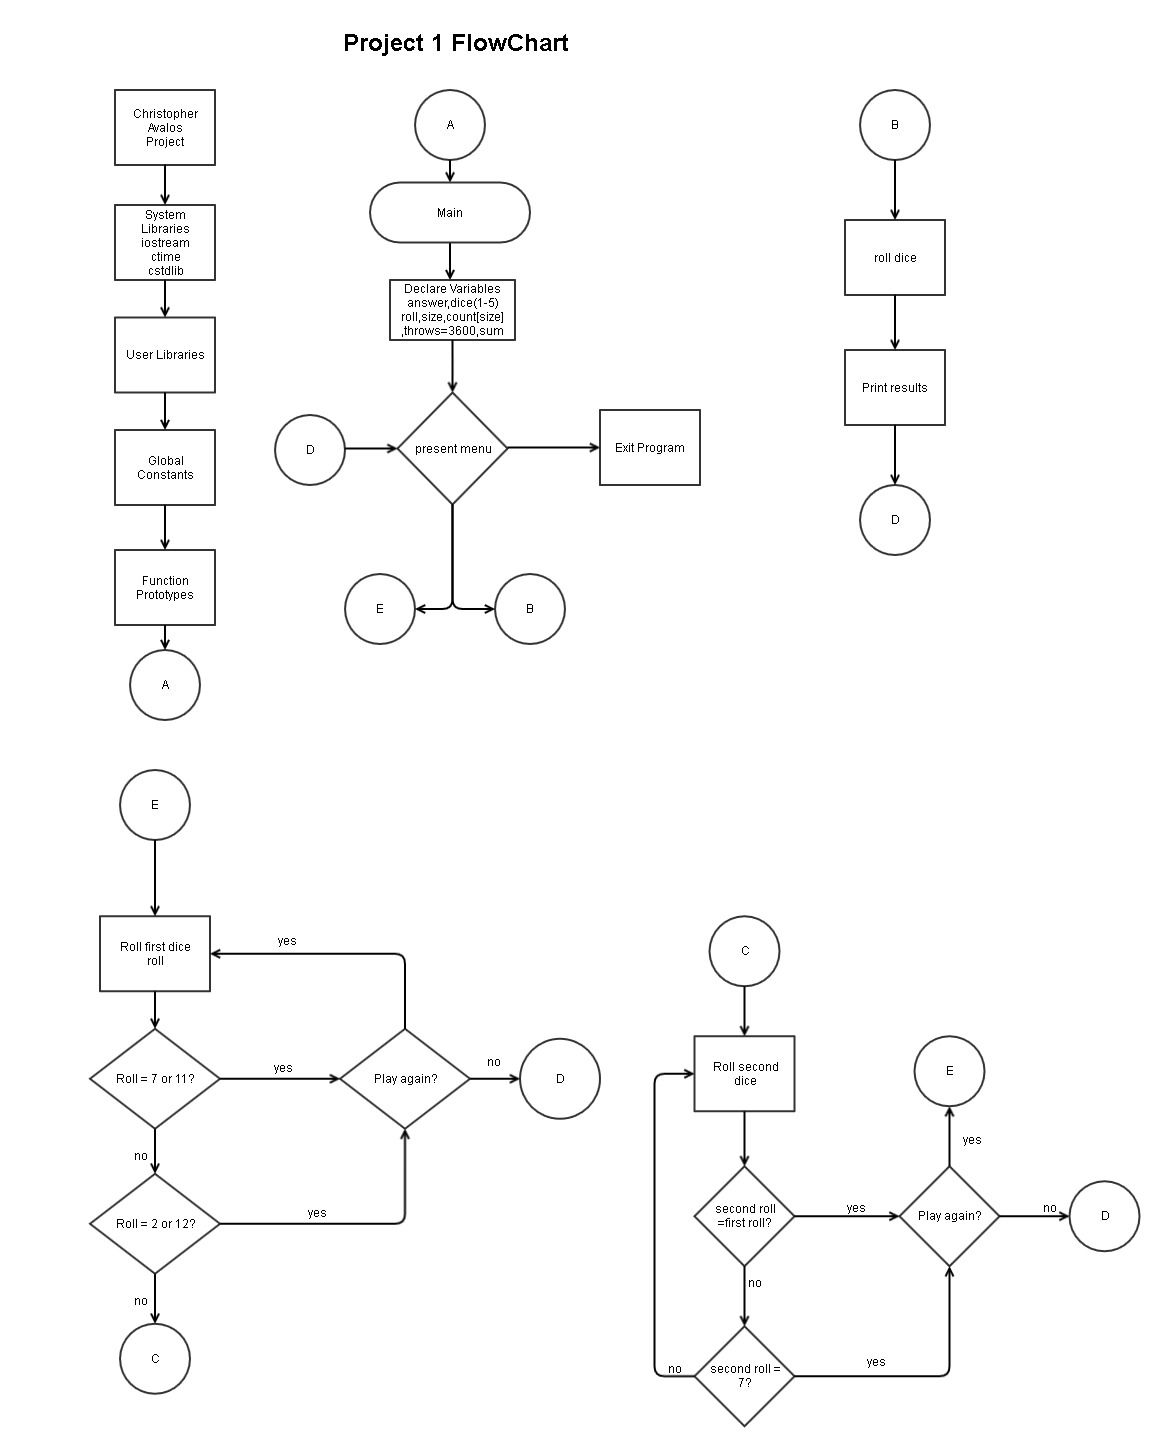 Project 1 FlowChart
Christopher
Avalos
Project
System
Libraries
iostream
ctime
cstdlib
User Libraries
Global
Constants
Function
Prototypes
A
A
Main
Declare Variables
answer,dice(1-5)
roll,size,count[size]
,throws=3600,sum
D
present menu
Exit Program
E
B
B
roll dice
Print results
D
E
Roll first dice
roll
yes
Roll = 7 or 11?
yes
Play again?
no
D
no
Roll = 2 or 12?
yes
no
C
C
Roll second
dice
E
yes
second roll
=first roll?
yes
Play again?
no
D
no
second roll =
7?
no
yes